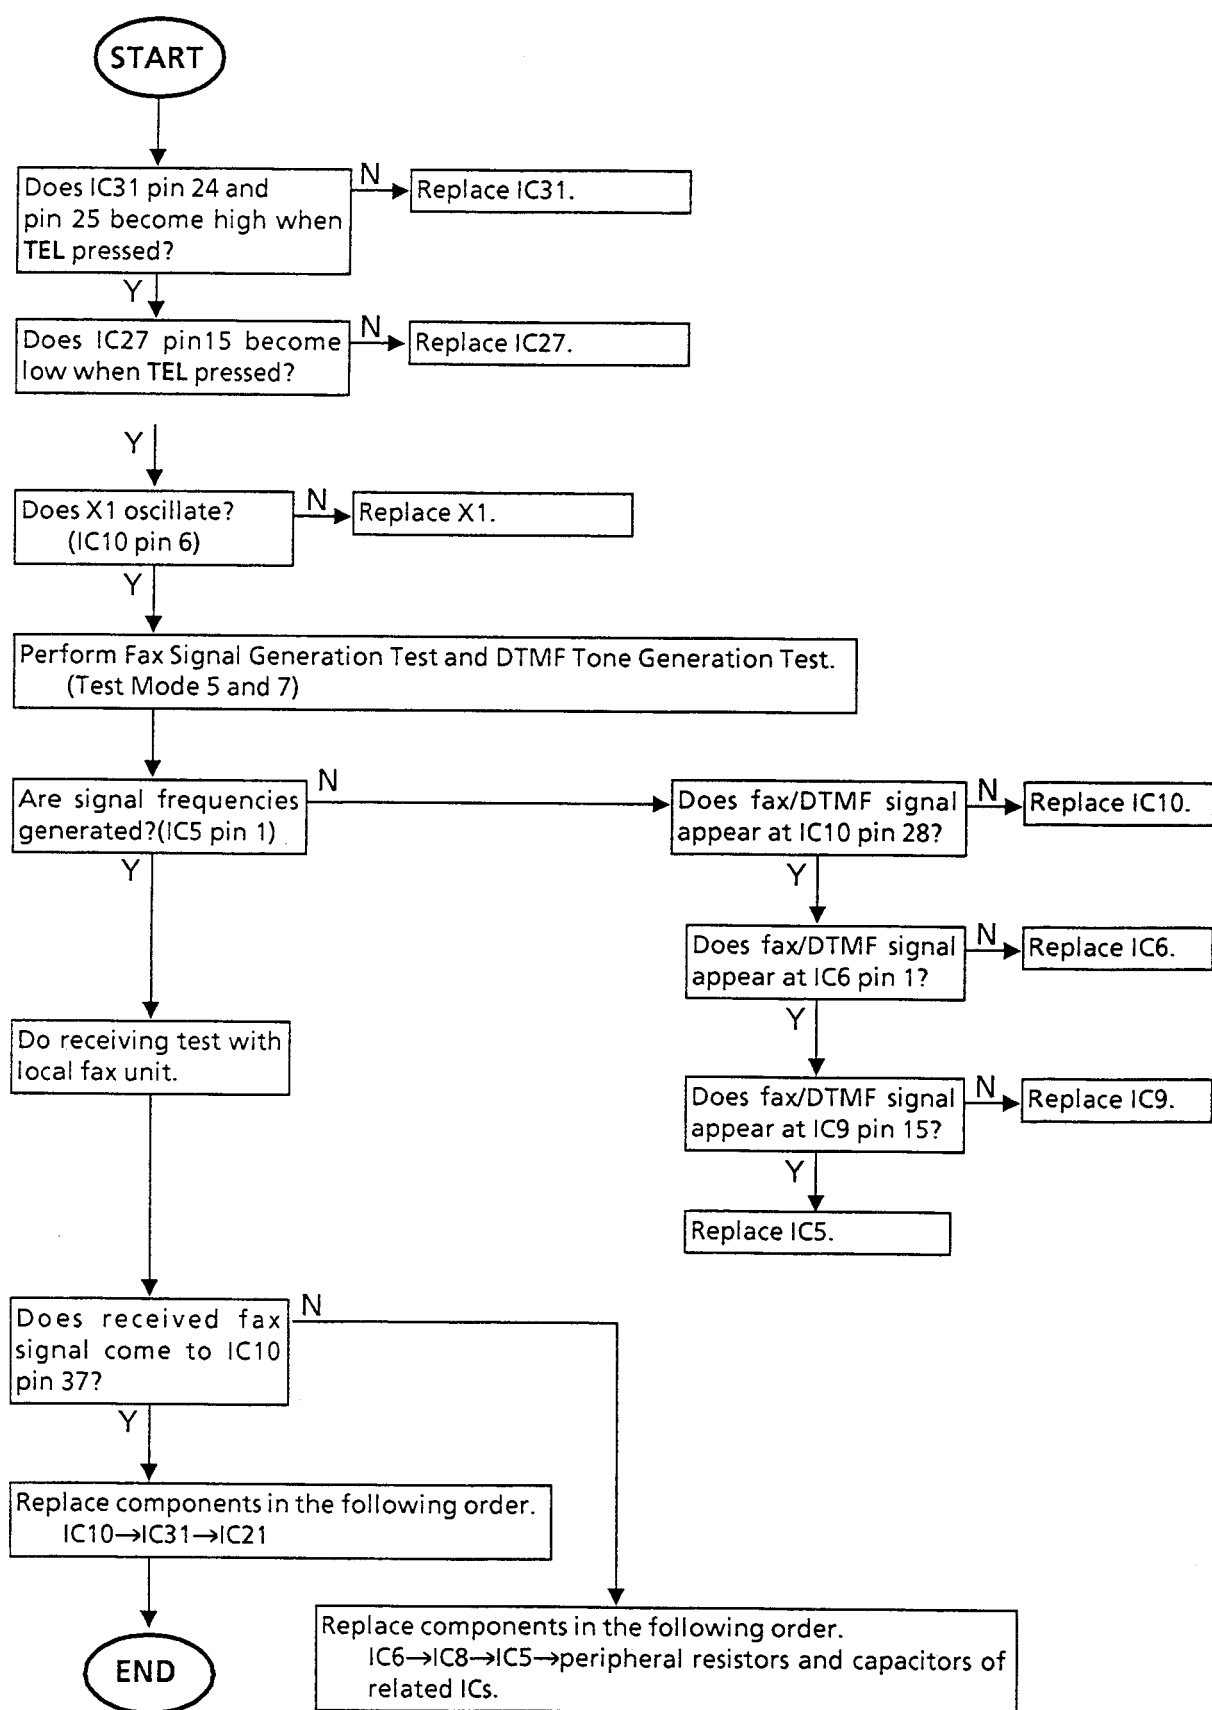 START
Does IC31 pin 24 and
pin 25 become high when
TEL pressed?
N
Replace IC31.
Y
Does IC27 pin15 become
low when TEL pressed?
N
Replace IC27.
Y
Does X1 oscillate?
(IC10 pin 6)
N
Replace X1.
Y
Perform Fax Signal Generation Test and DTMF Tone Generation Test.
(Test Mode 5 and 7)
Are signal frequencies
generated?(IC5 pin 1)
N
Does fax/DTMF signal
appear at IC10 pin 28?
N
Replace IC10.
Y
Y
Does fax/DTMF signal
appear at IC6 pin 1?
N
Replace IC6.
Y
Do receiving test with
local fax unit.
Does fax/DTMF signal
appear at IC9 pin 15?
N
Replace IC9.
Y
Replace IC5.
Does received fax
signal come to IC10
pin 37?
N
Y
Replace components in the following order.
IC10→IC31→IC21
END
Replace components in the following order.
IC6→IC8→IC5→peripheral resistors and capacitors of
related ICs.